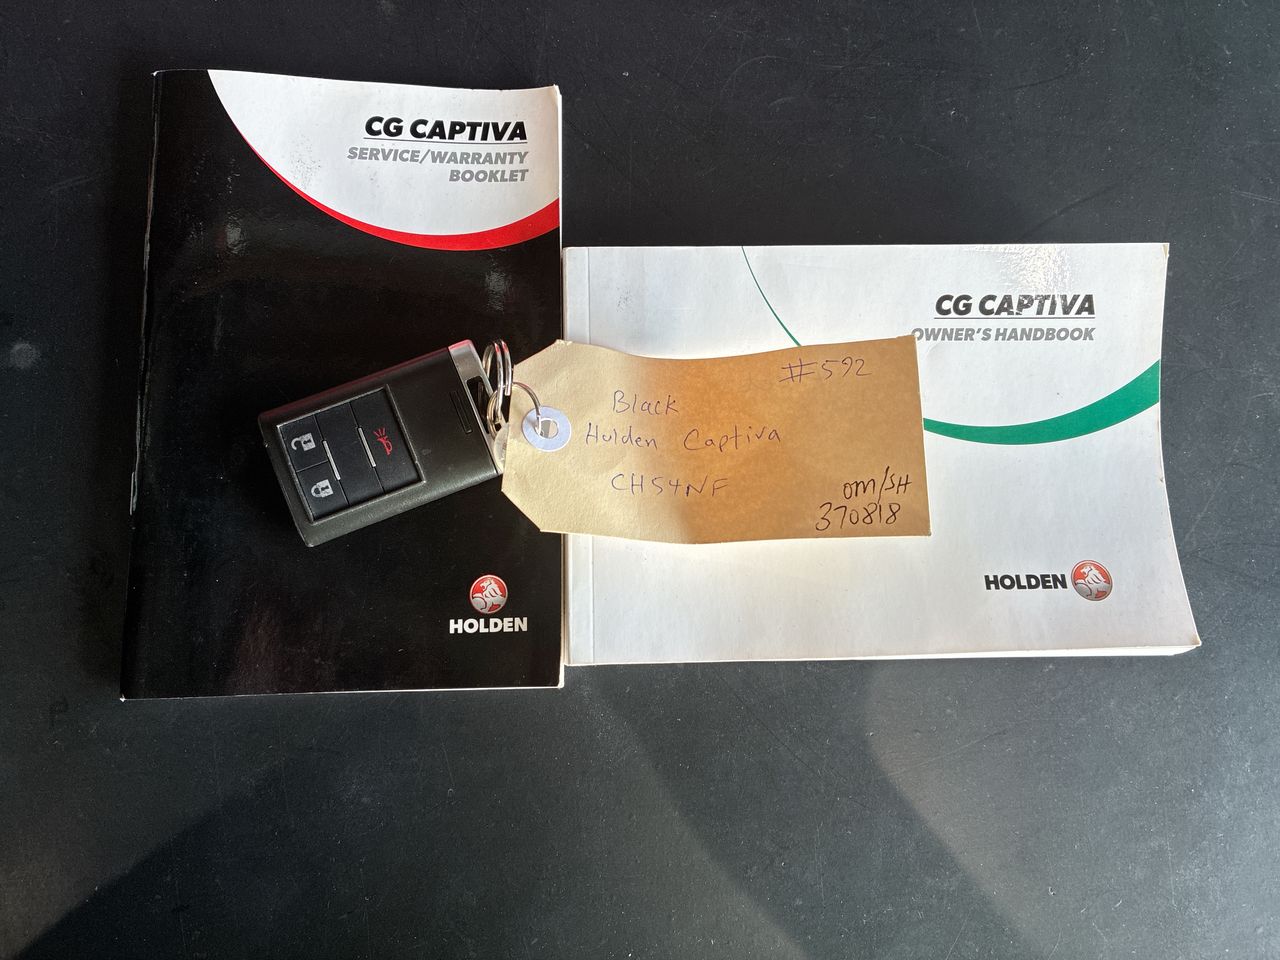 CG CAPTIVA
SERVICE/WARRANTY
BOOKLET
HOLDEN
CG CAPTIVA
OWNER'S HANDBOOK
HOLDEN
#592
Black
Holden Captiva
CH54NF
OM/SH
370818